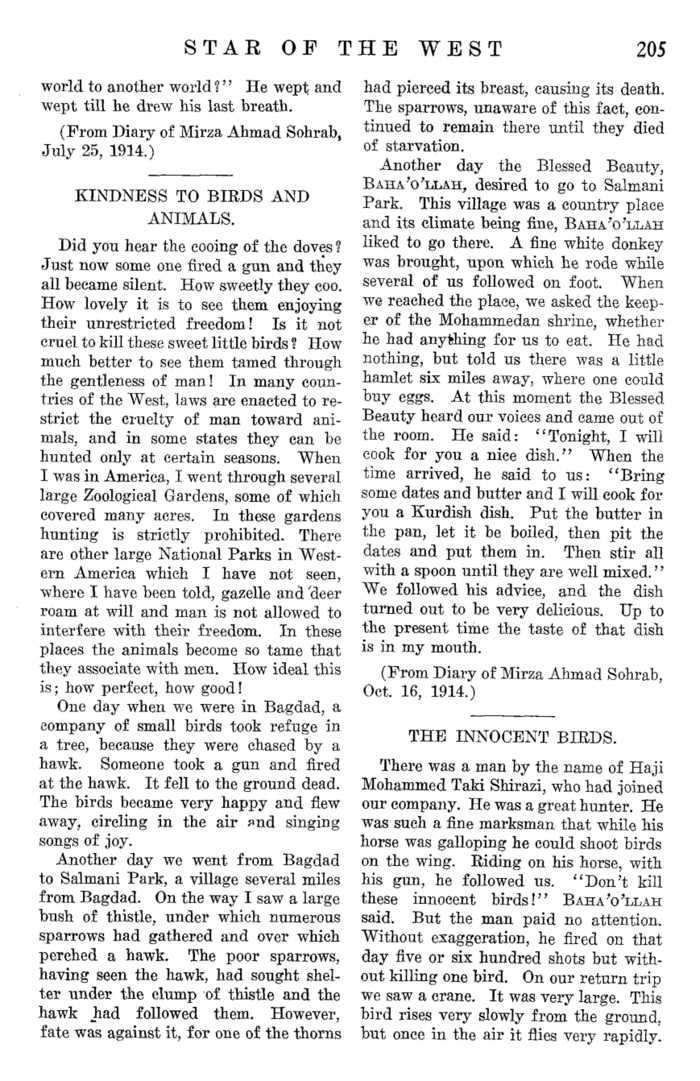 STAR OF THE WEST 205
world to another world?" He wept and
wept till he drew his last breath.
(From Diary of Mirza Ahmad Sohrab,
July 25, 1914.)
KINDNESS TO BIRDS AND
ANIMALS.
Did you hear the cooing of the doves?
Just now some one fired a gun and they
all became silent. How sweetly they coo.
How lovely it is to see them enjoying
their unrestricted freedom! Is it not
cruel to kill these sweet little birds? How
much better to see them tamed through
the gentleness of man! In many coun-
tries of the West, laws are enacted to re-
strict the cruelty of man toward ani-
mals, and in some states they can be
hunted only at certain seasons. When
I was in America, I went through several
large Zoological Gardens, some of which
covered many acres. In these gardens
hunting is strictly prohibited. There
are other large National Parks in West-
ern America which I have not seen,
where I have been told, gazelle and deer
roam at will and man is not allowed to
interfere with their freedom. In these
places the animals become so tame that
they associate with men. How ideal this
is; how perfect, how good!
One day when we were in Bagdad, a
company of small birds took refuge in
a tree, because they were chased by a
hawk. Someone took a gun and fired
at the hawk. It fell to the ground dead.
The birds became very happy and flew
away, circling in the air and singing
songs of joy.
Another day we went from Bagdad
to Salmani Park, a village several miles
from Bagdad. On the way I saw a large
bush of thistle, under which numerous
sparrows had gathered and over which
perched a hawk. The poor sparrows,
having seen the hawk, had sought shel-
ter under the clump of thistle and the
hawk had followed them. However,
fate was against it, for one of the thorns
had pierced its breast, causing its death.
The sparrows, unaware of this fact, con-
tinued to remain there until they died
of starvation.
Another day the Blessed Beauty,
BAHA'O'LLAH, desired to go to Salmani
Park. This village was a country place
and its climate being fine, BAHA'O'LLAH
liked to go there. A fine white donkey
was brought, upon which he rode while
several of us followed on foot. When
we reached the place, we asked the keep-
er of the Mohammedan shrine, whether
he had anything for us to eat. He had
nothing, but told us there was a little
hamlet six miles away, where one could
buy eggs. At this moment the Blessed
Beauty heard our voices and came out of
the room. He said: "Tonight, I will
cook for you a nice dish." When the
time arrived, he said to us: "Bring
some dates and butter and I will cook for
you a Kurdish dish. Put the butter in
the pan, let it be boiled, then pit the
dates and put them in. Then stir all
with a spoon until they are well mixed."
We followed his advice, and the dish
turned out to be very delicious. Up to
the present time the taste of that dish
is in my mouth.
(From Diary of Mirza Ahmad Sohrab,
Oct. 16, 1914.)
THE INNOCENT BIRDS.
There was a man by the name of Haji
Mohammed Taki Shirazi, who had joined
our company. He was a great hunter. He
was such a fine marksman that while his
horse was galloping he could shoot birds
on the wing. Riding on his horse, with
his gun, he followed us. "Don't kill
these innocent birds!" BAHA'O'LLAH
said. But the man paid no attention.
Without exaggeration, he fired on that
day five or six hundred shots but with-
out killing one bird. On our return trip
we saw a crane. It was very large. This
bird rises very slowly from the ground,
but once in the air it flies very rapidly.